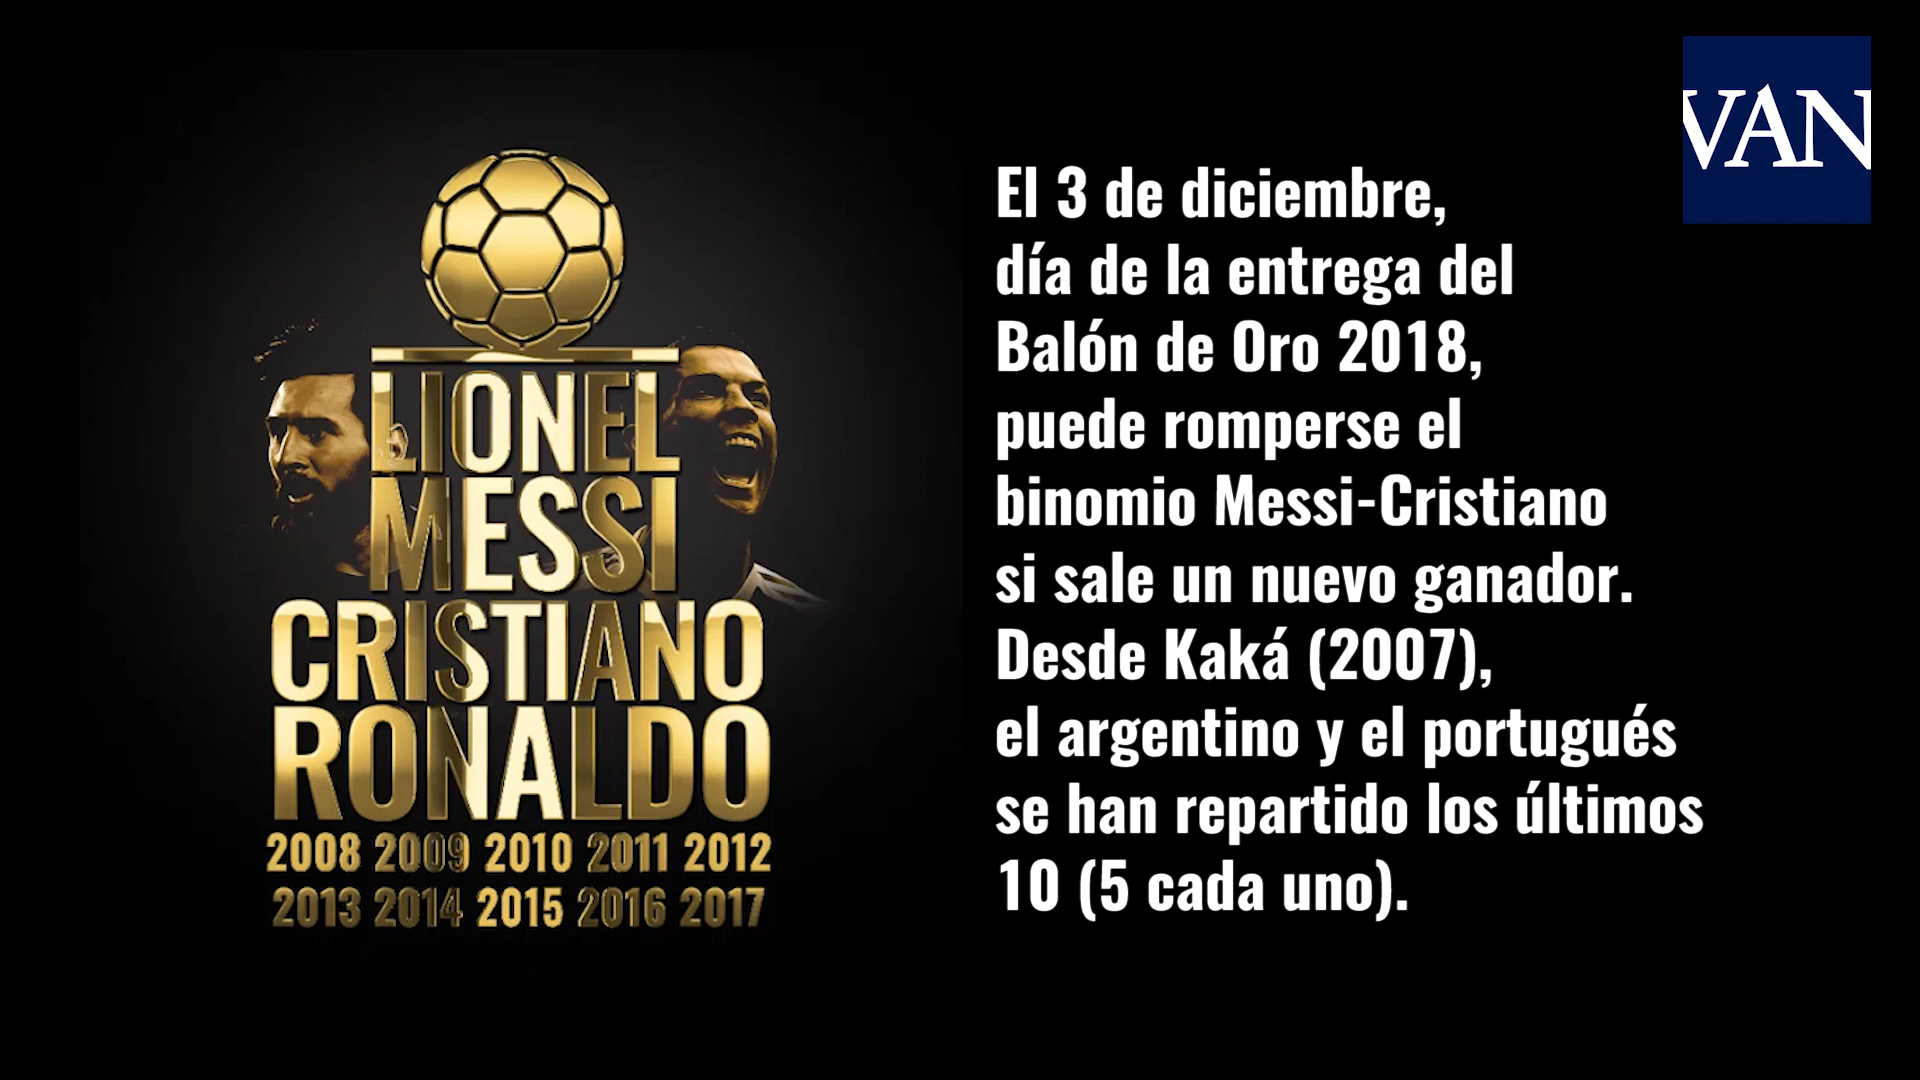 VAN
LIONEL
MESSI
CRISTIANO
RONALDO
2008 2009 2010 2011 2012
2013 2014 2015 2016 2017
El 3 de diciembre,
día de la entrega del
Balón de Oro 2018,
puede romperse el
binomio Messi-Cristiano
si sale un nuevo ganador.
Desde Kaká (2007),
el argentino y el portugués
se han repartido los últimos
10 (5 cada uno).